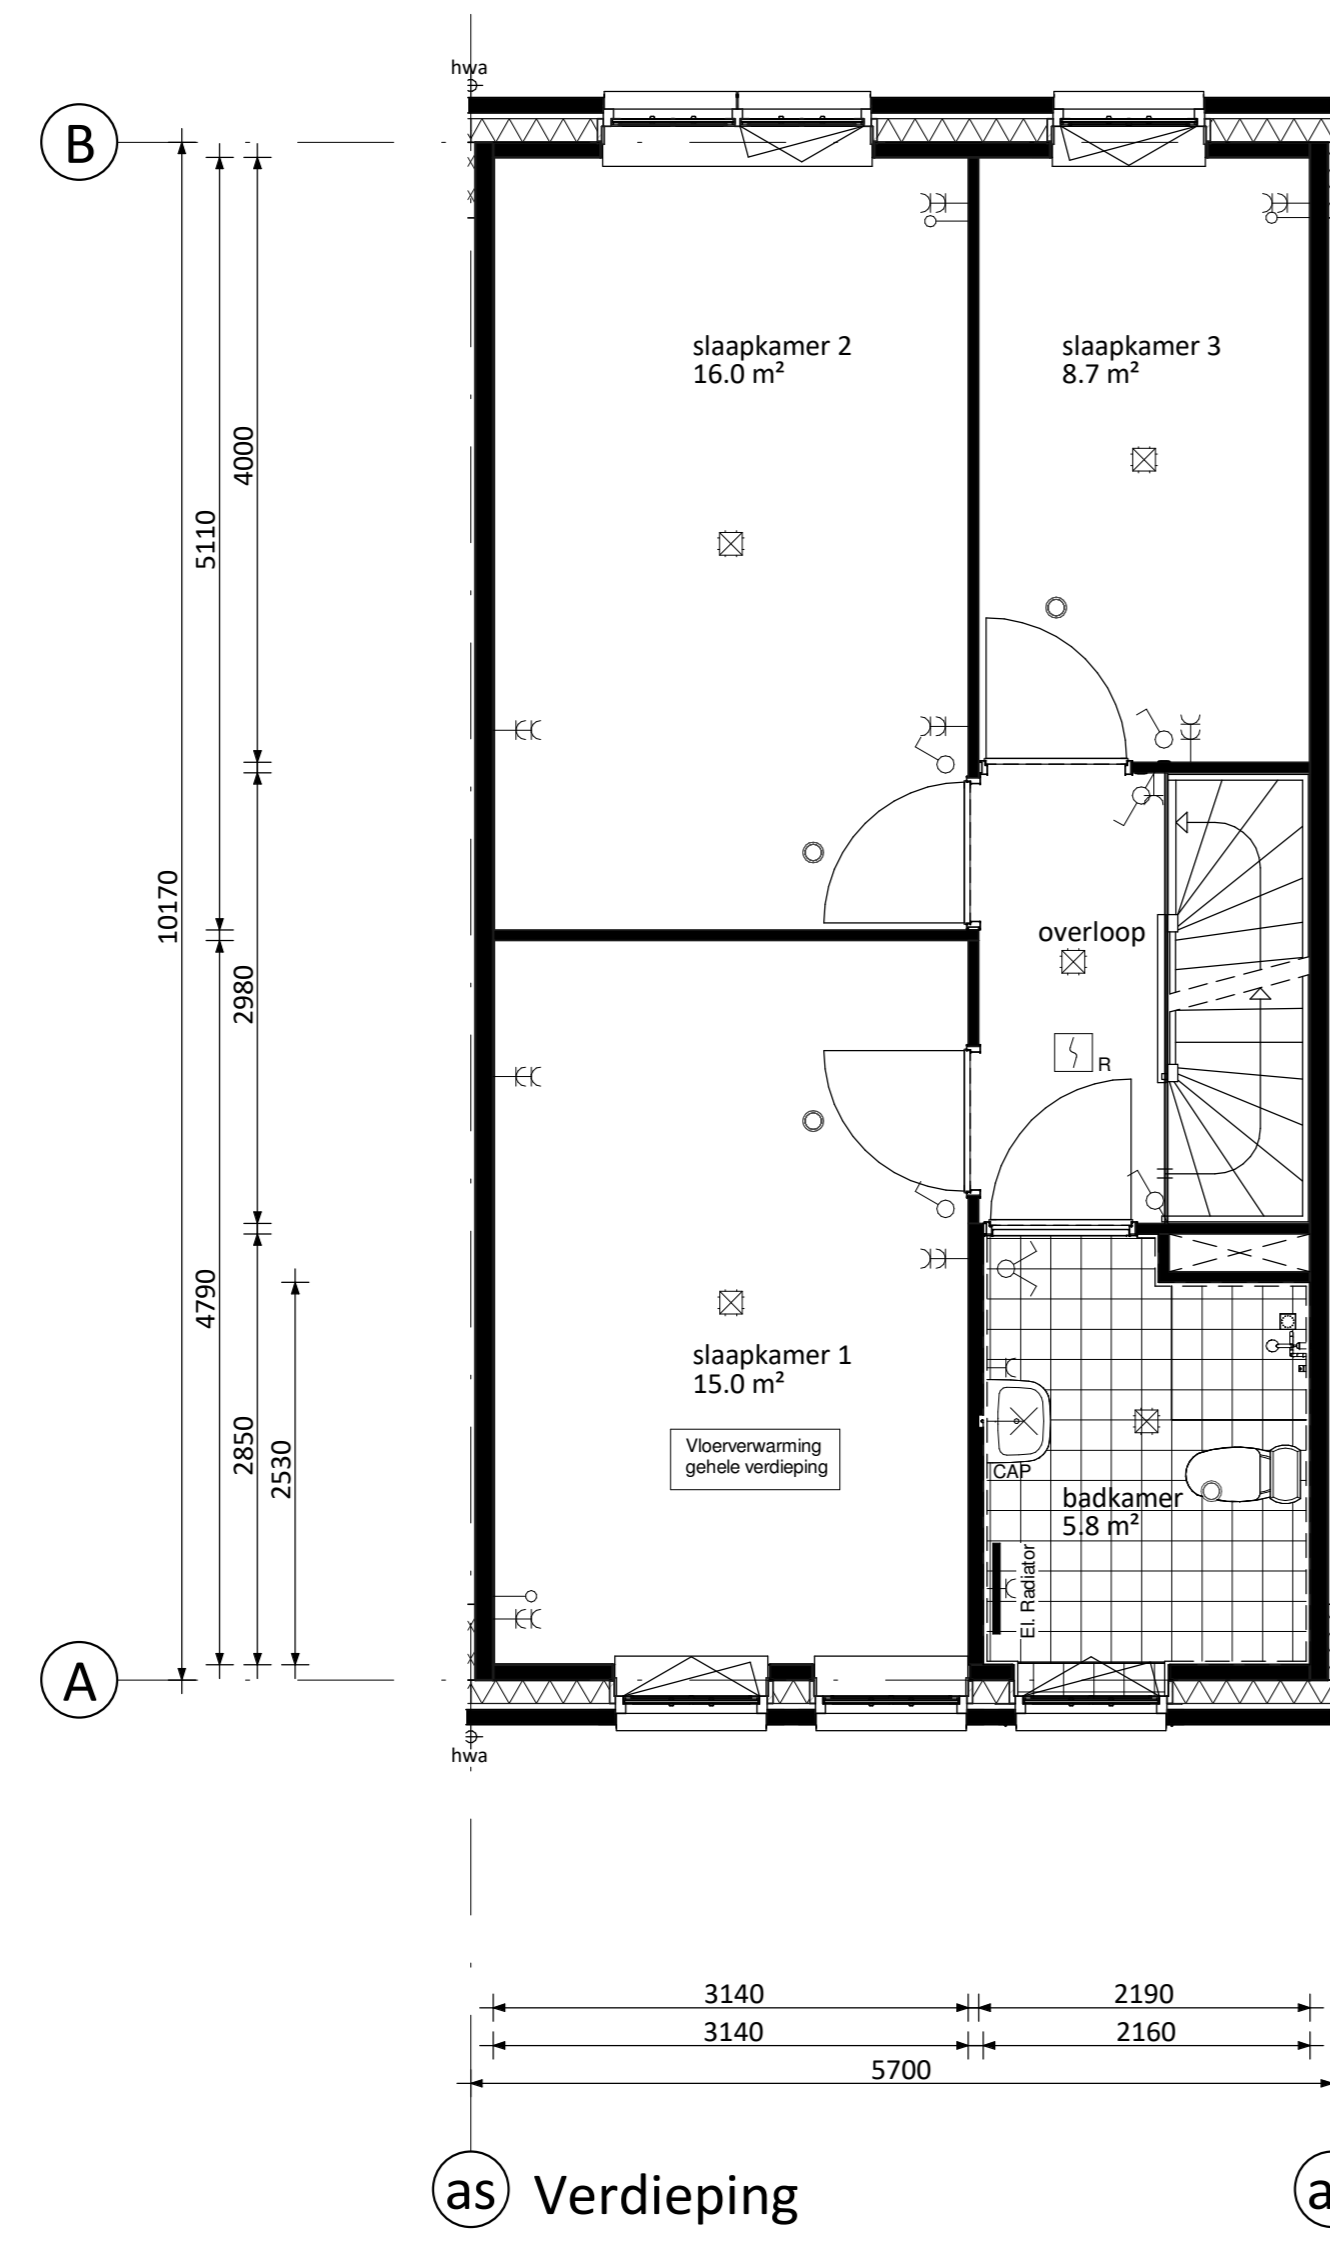 hwa
B
slaapkamer 2
16.0 m²
slaapkamer 3
8.7 m²
4000
5110
10170
overloop
2980
R
4790
slaapkamer 1
15.0 m²
2850
2530
Vloerverwarming
gehele verdieping
CAP
badkamer
5.8 m²
El. Radiator
A
hwa
3140
2190
3140
2160
5700
as
Verdieping